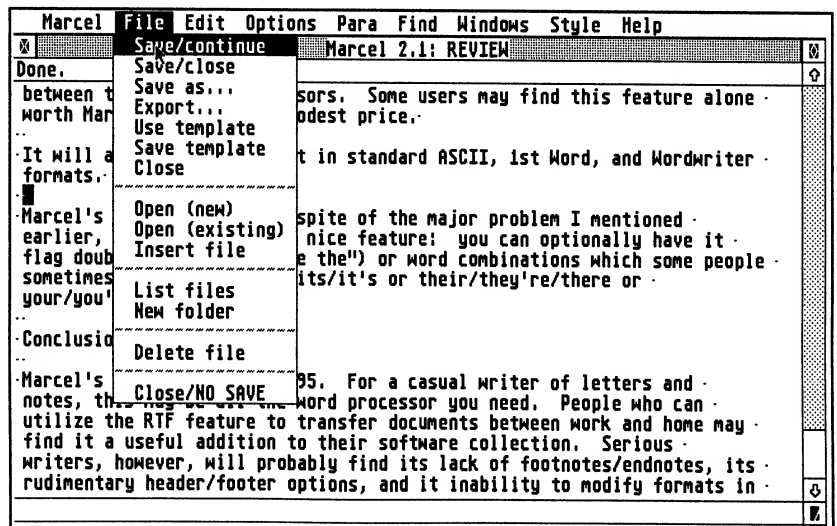 Marcel File Edit Options Para Find Windows Style Help
Marcel 2.1: REVIEW
Done.
Save/continue
Save/close
Save as...
Export...
Use template
Save template
Close
Open (new)
Open (existing)
Insert file
List files
New folder
Delete file
Close/NO SAVE
between t sors. Some users may find this feature alone
worth Mar odest price.
It will a t in standard ASCII, 1st Word, and Wordwriter
formats.
Marcel's spite of the major problem I mentioned
earlier, nice feature: you can optionally have it
flag doub e the") or word combinations which some people
sometimes its/it's or their/they're/there or
your/you'
Conclusio
Marcel's 95. For a casual writer of letters and
notes, this may be all the word processor you need. People who can
utilize the RTF feature to transfer documents between work and home may
find it a useful addition to their software collection. Serious
writers, however, will probably find its lack of footnotes/endnotes, its
rudimentary header/footer options, and it inability to modify formats in